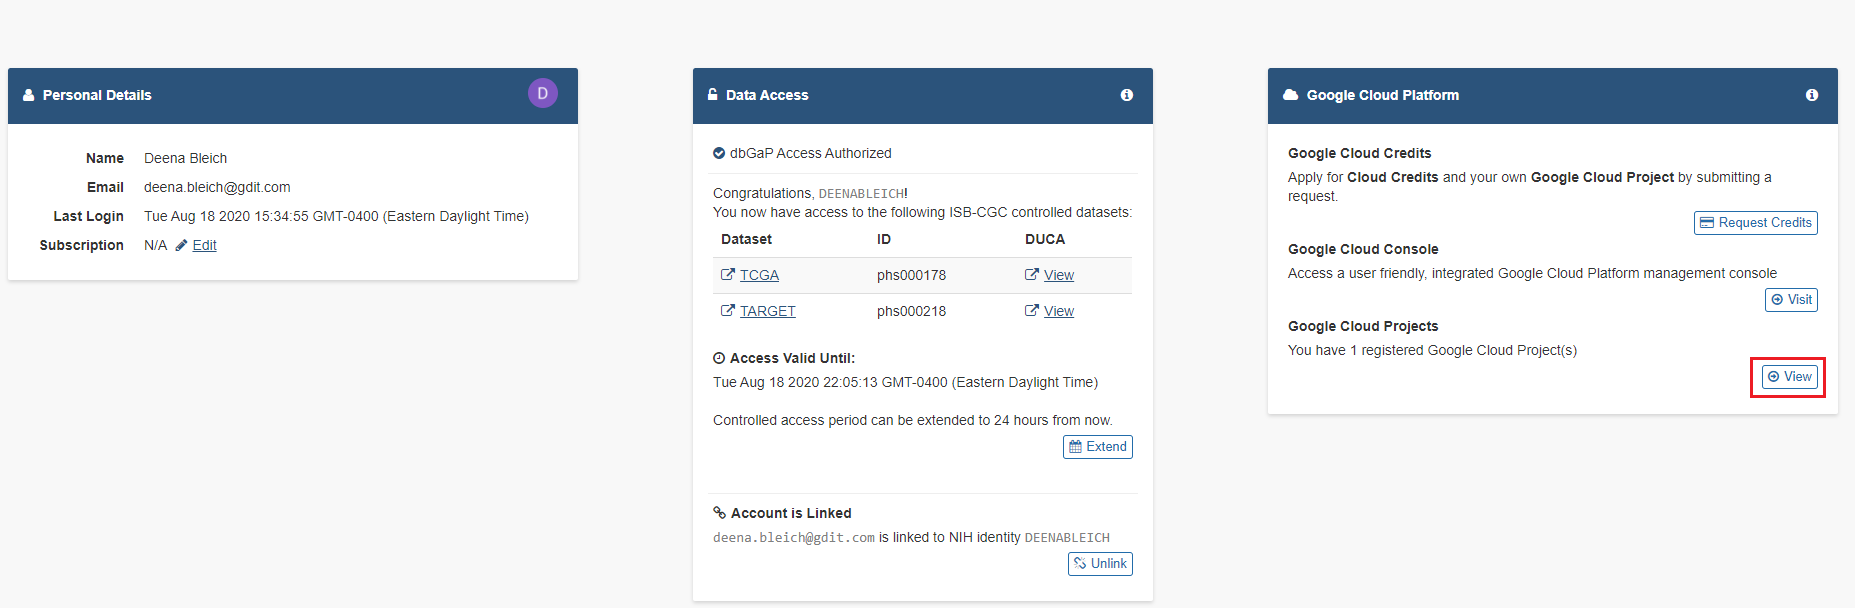 Personal Details
D
Name Deena Bleich
Email deena.bleich@gdit.com
Last Login Tue Aug 18 2020 15:34:55 GMT-0400 (Eastern Daylight Time)
Subscription N/A Edit
Data Access
dbGaP Access Authorized
Congratulations, DEENABLEICH!
You now have access to the following ISB-CGC controlled datasets:
Dataset ID DUCA
TCGA phs000178 View
TARGET phs000218 View
Access Valid Until:
Tue Aug 18 2020 22:05:13 GMT-0400 (Eastern Daylight Time)
Controlled access period can be extended to 24 hours from now.
Extend
Account is Linked
deena.bleich@gdit.com is linked to NIH identity DEENABLEICH
Unlink
Google Cloud Platform
Google Cloud Credits
Apply for Cloud Credits and your own Google Cloud Project by submitting a
request.
Request Credits
Google Cloud Console
Access a user friendly, integrated Google Cloud Platform management console
Visit
Google Cloud Projects
You have 1 registered Google Cloud Project(s)
View